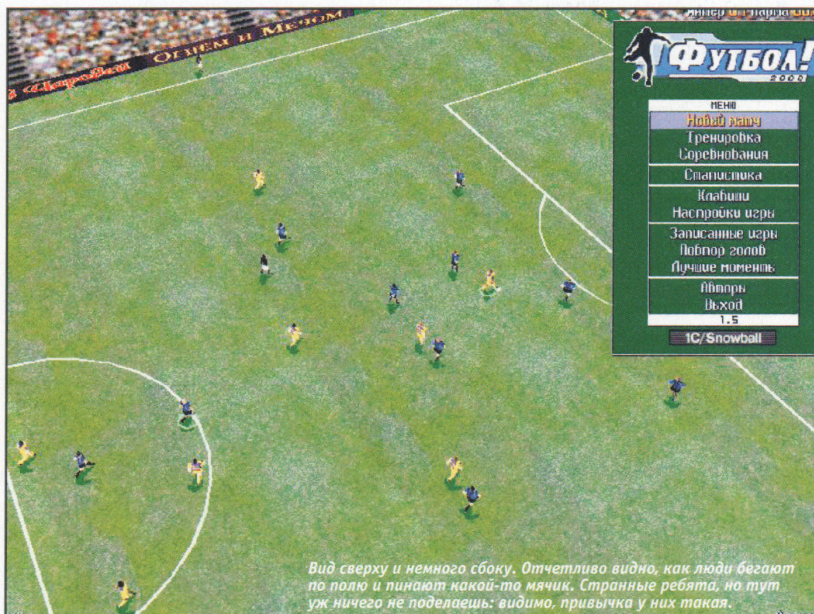 Огнем и Мечом
Футбол!
2000
МЕНЮ
Новый матч
Тренировка
Соревнования
Статистика
Клавиши
Настройки игры
Записанные игры
Повтор голов
Лучшие моменты
Авторы
Выход
1.5
1C/Snowball
Вид сверху и немного сбоку. Отчетливо видно, как люди бегают
по полю и пинают какой-то мячик. Странные ребята, но тут
уж ничего не поделаешь: видимо, привычка у них такая.